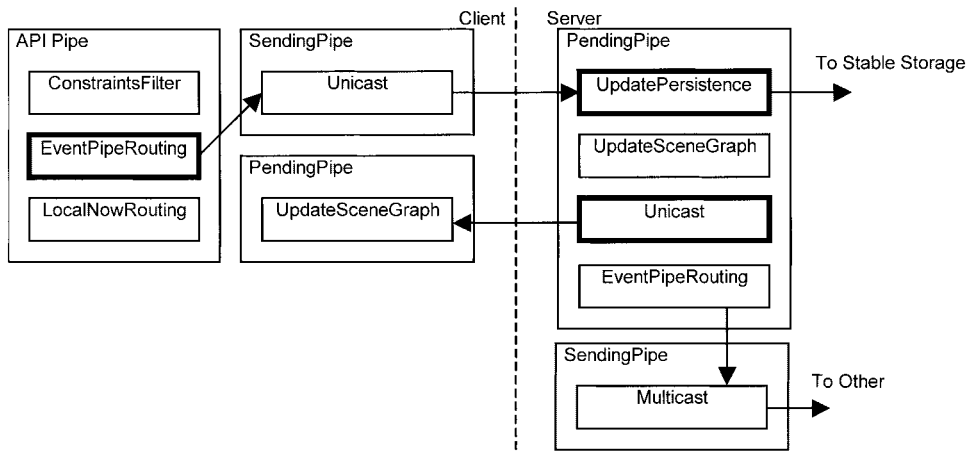 Client
Server
API Pipe
ConstraintsFilter
EventPipeRouting
LocalNowRouting
SendingPipe
Unicast
PendingPipe
UpdateSceneGraph
PendingPipe
UpdatePersistence
To Stable Storage
UpdateSceneGraph
Unicast
EventPipeRouting
SendingPipe
Multicast
To Other